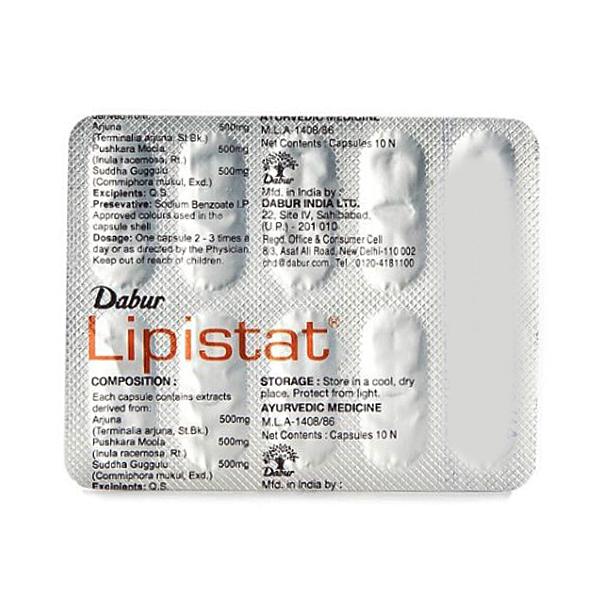 derived from:
Arjuna 500mg
(Terminalia arjuna, St.Bk.)
Pushkara Moola 500mg
(Inula racemosa, Rt.)
Suddha Guggulu 500mg
(Commiphora mukul, Exd.)
Excipients: Q.S.
Presevative: Sodium Benzoate I.P.
Approved colours used in the
capsule shell
Dosage: One capsule 2 - 3 times a
day or as directed by the Physician.
Keep out of reach of children.
AYURVEDIC MEDICINE
M.L.A-1408/86
Net Contents : Capsules 10 N
Dabur
Mfd. in India by :
DABUR INDIA LTD.
22, Site IV, Sahibabad,
(U.P.) - 201 010
Regd. Office & Consumer Cell
8/3, Asaf Ali Road, New Delhi-110 002
chd@dabur.com Tel.: 0120-4181100
Dabur
Lipistat®
COMPOSITION :
Each capsule contains extracts
derived from:
Arjuna 500mg
(Terminalia arjuna, St.Bk.)
Pushkara Moola 500mg
(Inula racemosa, Rt.)
Suddha Guggulu 500mg
(Commiphora mukul, Exd.)
Excipients: Q.S.
STORAGE : Store in a cool, dry
place. Protect from light.
AYURVEDIC MEDICINE
M.L.A-1408/86
Net Contents : Capsules 10 N
Dabur
Mfd. in India by :